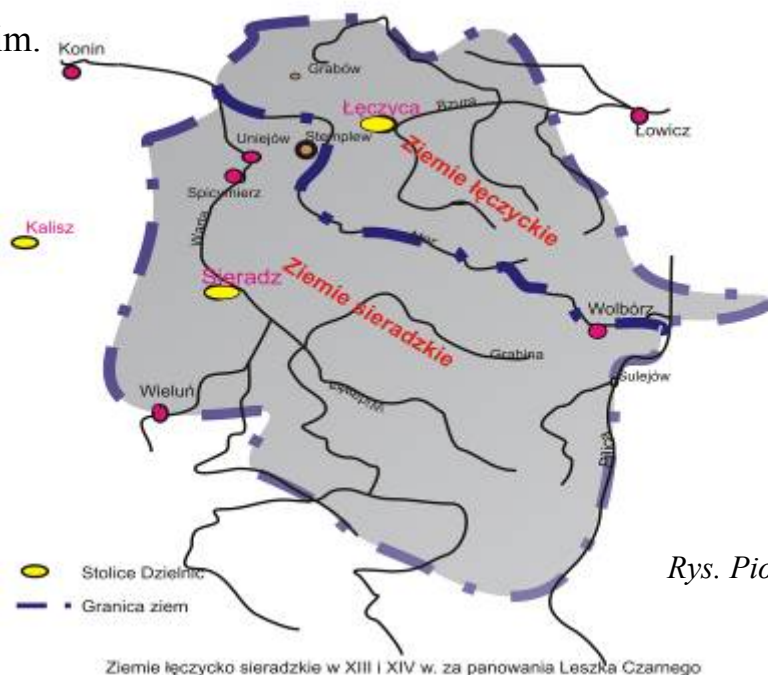 im.
Konin
Grabów
Łęczyca
Bzura
Łowicz
Uniejów
Stemplew
Spicymierz
Ziemie łęczyckie
Kalisz
Warta
Ner
Sieradz
Ziemie sieradzkie
Wolbórz
Grabina
Sulejów
Wieluń
Pilica
Stolice Dzielnic
Granica ziem
Rys. Pio
Ziemie łęczycko sieradzkie w XIII i XIV w. za panowania Leszka Czarnego